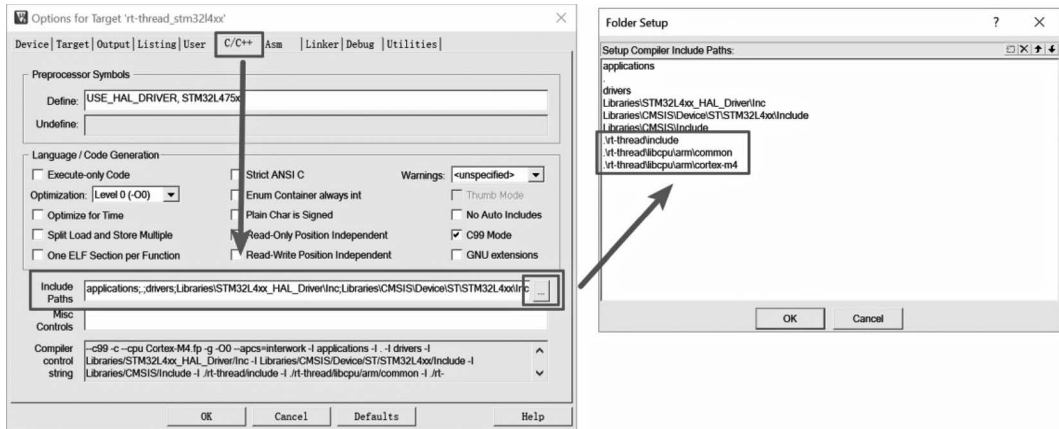 Options for Target 'rt-thread_stm32l4xx'
Device Target Output Listing User C/C++ Asm Linker Debug Utilities
Preprocessor Symbols
Define: USE_HAL_DRIVER, STM32L475x
Undefine:
Language / Code Generation
Execute-only Code
Strict ANSI C
Warnings: <unspecified>
Optimization: Level 0 (-O0)
Enum Container always int
Thumb Mode
Optimize for Time
Plain Char is Signed
No Auto Includes
Split Load and Store Multiple
Read-Only Position Independent
C99 Mode
One ELF Section per Function
Read-Write Position Independent
GNU extensions
Include Paths
applications;.;drivers;Libraries\STM32L4xx_HAL_Driver\Inc;Libraries\CMSIS\Device\ST\STM32L4xx\Inc
...
Misc Controls
Compiler control string
--c99 -c --cpu Cortex-M4.fp -g -O0 --apcs=interwork -I applications -I . -I drivers -I
Libraries/STM32L4xx_HAL_Driver/Inc -I Libraries/CMSIS/Device/ST/STM32L4xx/Include -I
Libraries/CMSIS/Include -I ./rt-thread/include -I ./rt-thread/libcpu/arm/common -I ./rt-
OK Cancel Defaults Help
Folder Setup ?
Setup Compiler Include Paths:
applications
.
drivers
Libraries\STM32L4xx_HAL_Driver\Inc
Libraries\CMSIS\Device\ST\STM32L4xx\Include
Libraries\CMSIS\Include
.\rt-thread\include
.\rt-thread\libcpu\arm\common
.\rt-thread\libcpu\arm\cortex-m4
OK Cancel